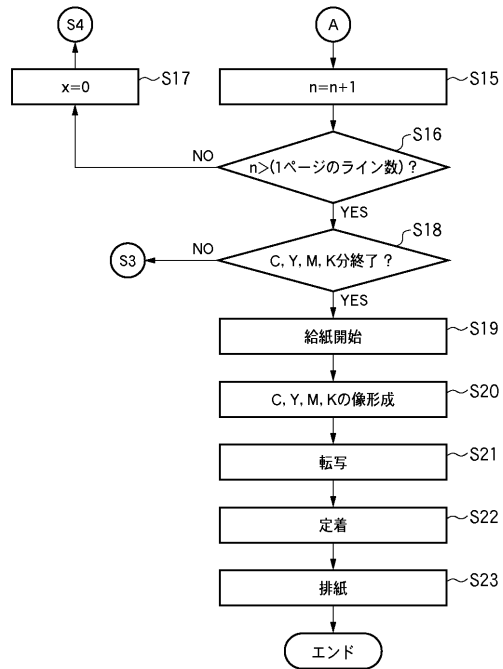 S4
A
x=0
S17
n=n+1
S15
S16
NO
n>(1ページのライン数)?
YES
S18
S3
NO
C, Y, M, K分終了?
YES
給紙開始
S19
C, Y, M, Kの像形成
S20
転写
S21
定着
S22
排紙
S23
エンド